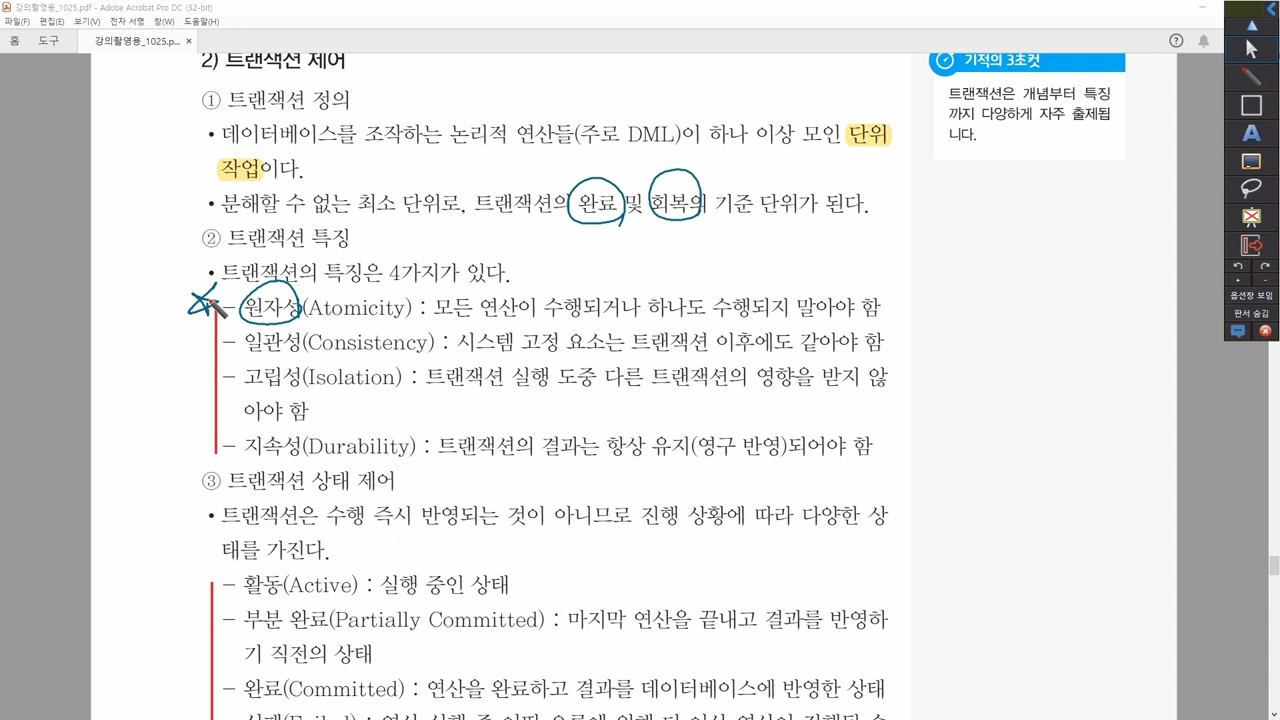 강의촬영용_1025.pdf - Adobe Acrobat Pro DC (32-bit)
파일(F) 편집(E) 보기(V) 전자 서명 창(W) 도움말(H)
홈 도구 강의촬영용_1025.p... ×
2) 트랜잭션 제어
① 트랜잭션 정의
• 데이터베이스를 조작하는 논리적 연산들(주로 DML)이 하나 이상 모인 단위
작업이다.
• 분해할 수 없는 최소 단위로, 트랜잭션의 완료 및 회복의 기준 단위가 된다.
② 트랜잭션 특징
• 트랜잭션의 특징은 4가지가 있다.
– 원자성(Atomicity) : 모든 연산이 수행되거나 하나도 수행되지 말아야 함
– 일관성(Consistency) : 시스템 고정 요소는 트랜잭션 이후에도 같아야 함
– 고립성(Isolation) : 트랜잭션 실행 도중 다른 트랜잭션의 영향을 받지 않
아야 함
– 지속성(Durability) : 트랜잭션의 결과는 항상 유지(영구 반영)되어야 함
③ 트랜잭션 상태 제어
• 트랜잭션은 수행 즉시 반영되는 것이 아니므로 진행 상황에 따라 다양한 상
태를 가진다.
– 활동(Active) : 실행 중인 상태
– 부분 완료(Partially Committed) : 마지막 연산을 끝내고 결과를 반영하
기 직전의 상태
– 완료(Committed) : 연산을 완료하고 결과를 데이터베이스에 반영한 상태
기적의 3초컷
트랜잭션은 개념부터 특징
까지 다양하게 자주 출제됩
니다.
A
옵션장 보임
판서 숨김